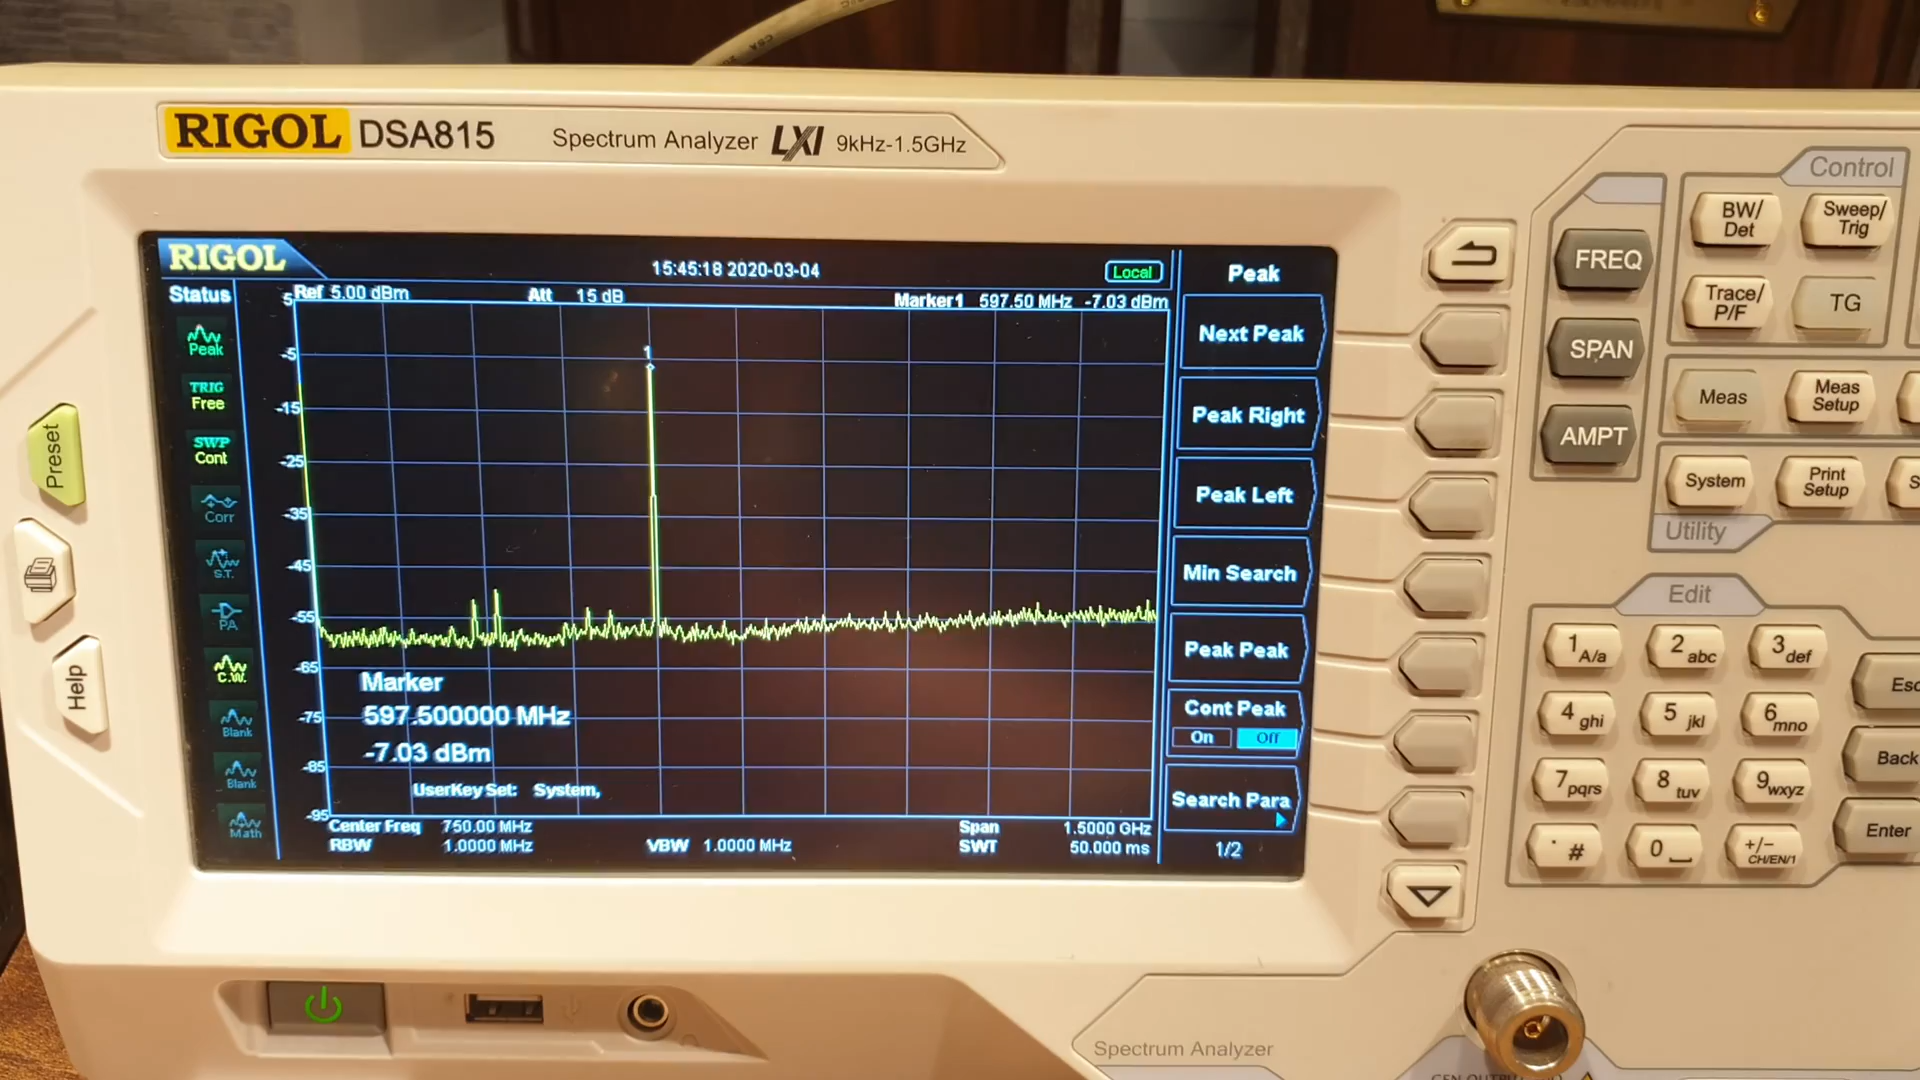 CSA
RIGOL DSA815 Spectrum Analyzer LXI 9kHz-1.5GHz
Control
BW/
Det
Sweep/
Trig
FREQ
Trace/
P/F
TG
SPAN
Meas
Meas
Setup
AMPT
System
Print
Setup
S
Utility
Edit
1 A/a
2 abc
3 def
Esc
4 ghi
5 jkl
6 mno
Back
7 pqrs
8 tuv
9 wxyz
Enter
. #
0
+/-
CH/EN/1
Preset
Help
RIGOL
15:45:18 2020-03-04
Local
Status
Ref 5.00 dBm Att 15 dB Marker1 597.50 MHz -7.03 dBm
Peak
TRIG
Free
SWP
Cont
Corr
S.T.
PA
C.W.
Blank
Blank
Math
5
-5
-15
-25
-35
-45
-55
-65
-75
-85
-95
1
Marker
597.500000 MHz
-7.03 dBm
UserKey Set: System,
Center Freq 750.00 MHz Span 1.5000 GHz
RBW 1.0000 MHz VBW 1.0000 MHz SWT 50.000 ms
Peak
Next Peak
Peak Right
Peak Left
Min Search
Peak Peak
Cont Peak
On Off
Search Para
1/2
Spectrum Analyzer